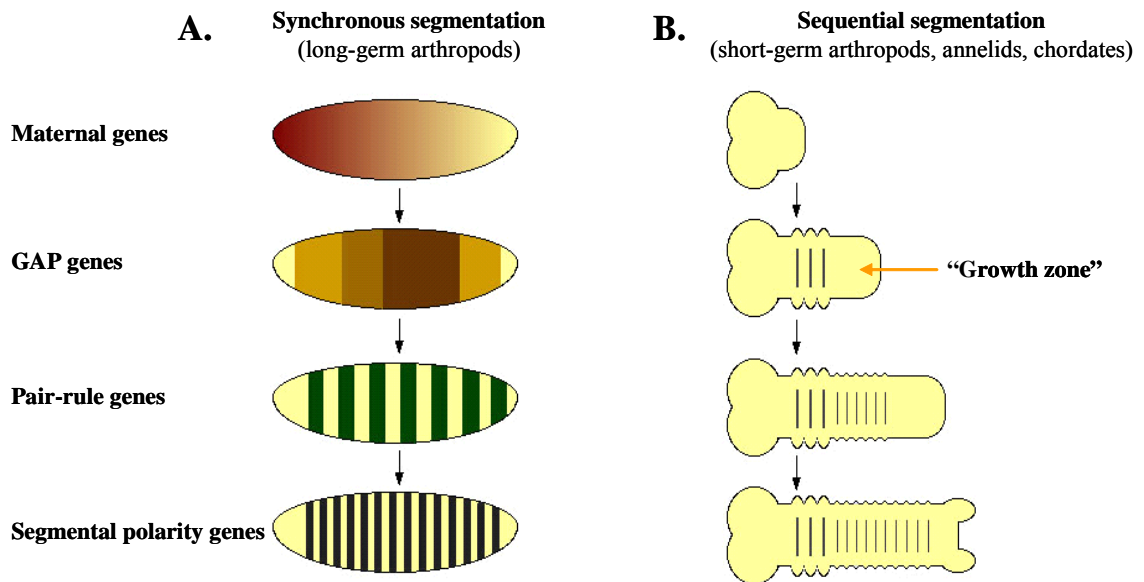 A.
Synchronous segmentation
(long-germ arthropods)
B.
Sequential segmentation
(short-germ arthropods, annelids, chordates)
Maternal genes
GAP genes
“Growth zone”
Pair-rule genes
Segmental polarity genes